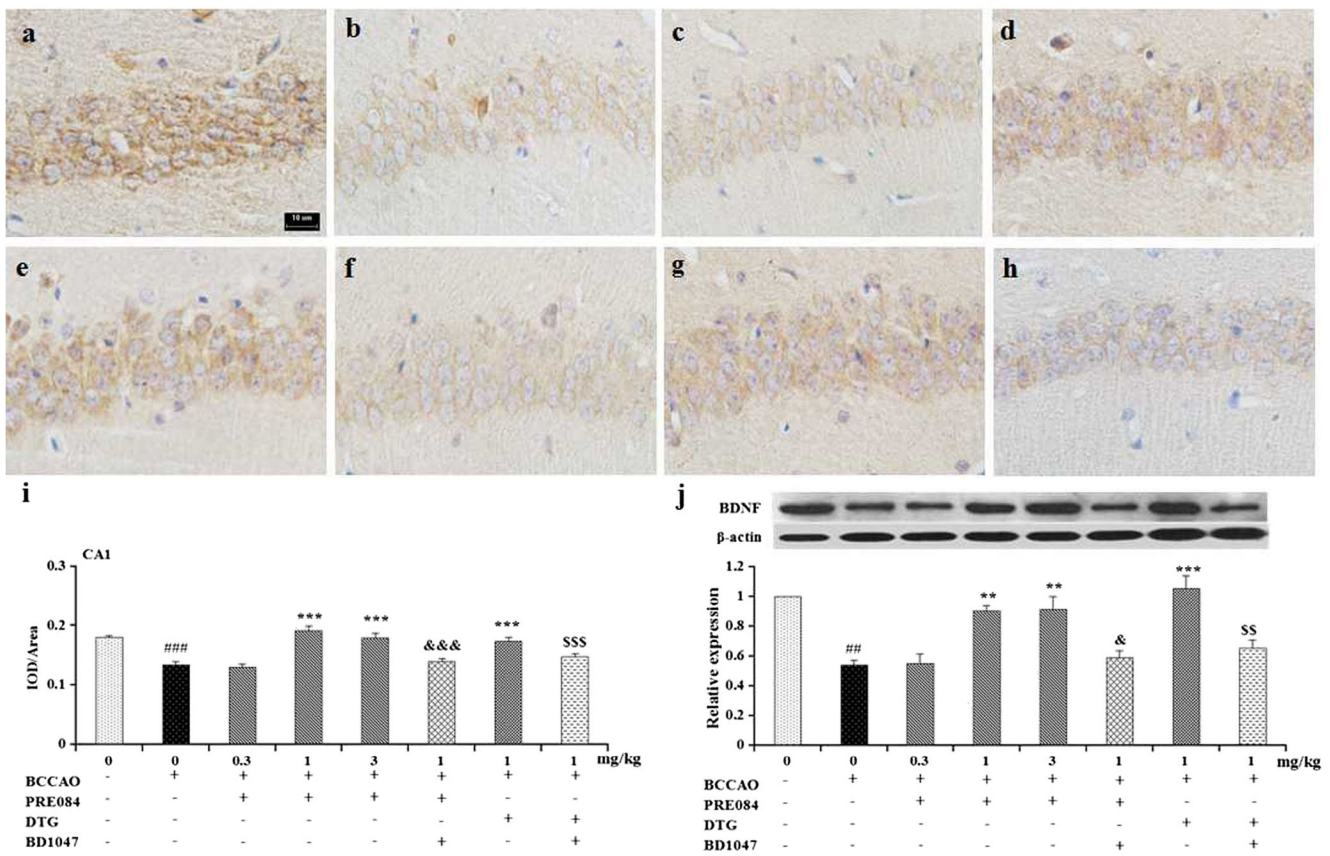 a b c d
10 um
e f g h
i j
BDNF
β-actin
CA1
IOD/Area
0.3
0.2
0.1
0
###
***
***
&&&
***
$$$
0 0 0.3 1 3 1 1 1 mg/kg
BCCAO - + + + + + + +
PRE084 - - + + + + - -
DTG - - - - - - + +
BD1047 - - - - - + - +
Relative expression
1.2
1
0.8
0.6
0.4
0.2
0
##
**
**
&
***
$$
0 0 0.3 1 3 1 1 1 mg/kg
BCCAO - + + + + + + +
PRE084 - - + + + + - -
DTG - - - - - - + +
BD1047 - - - - - + - +